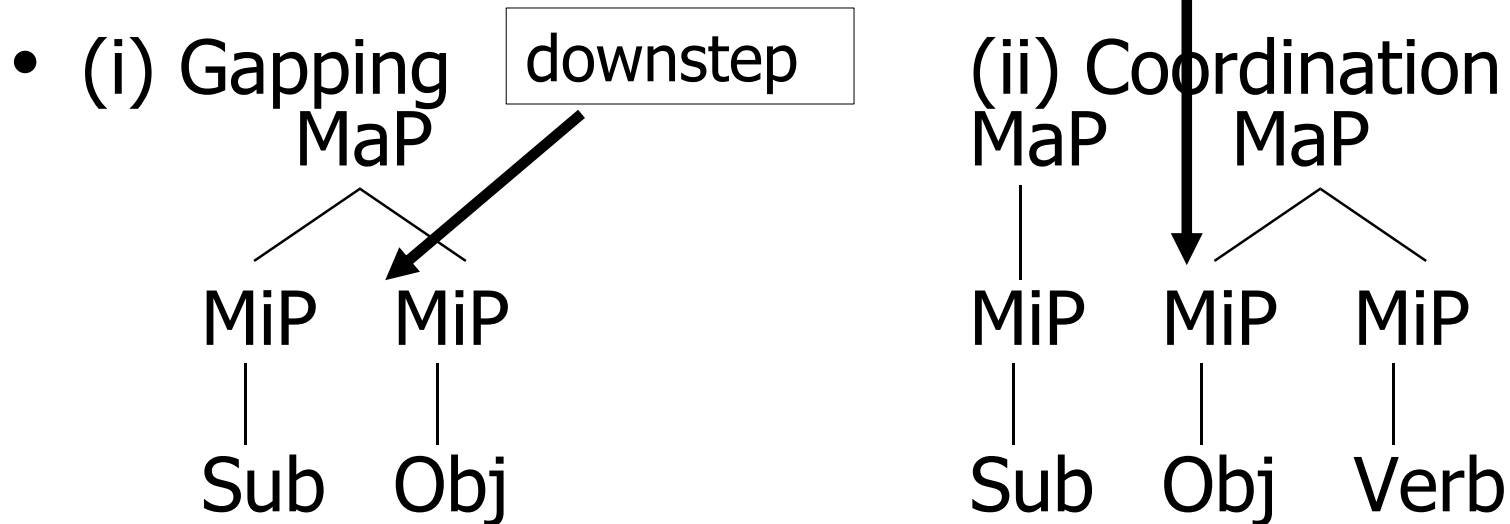 • (i) Gapping downstep (ii) Coordination
MaP MaP MaP
MiP MiP MiP MiP MiP
Sub Obj Sub Obj Verb